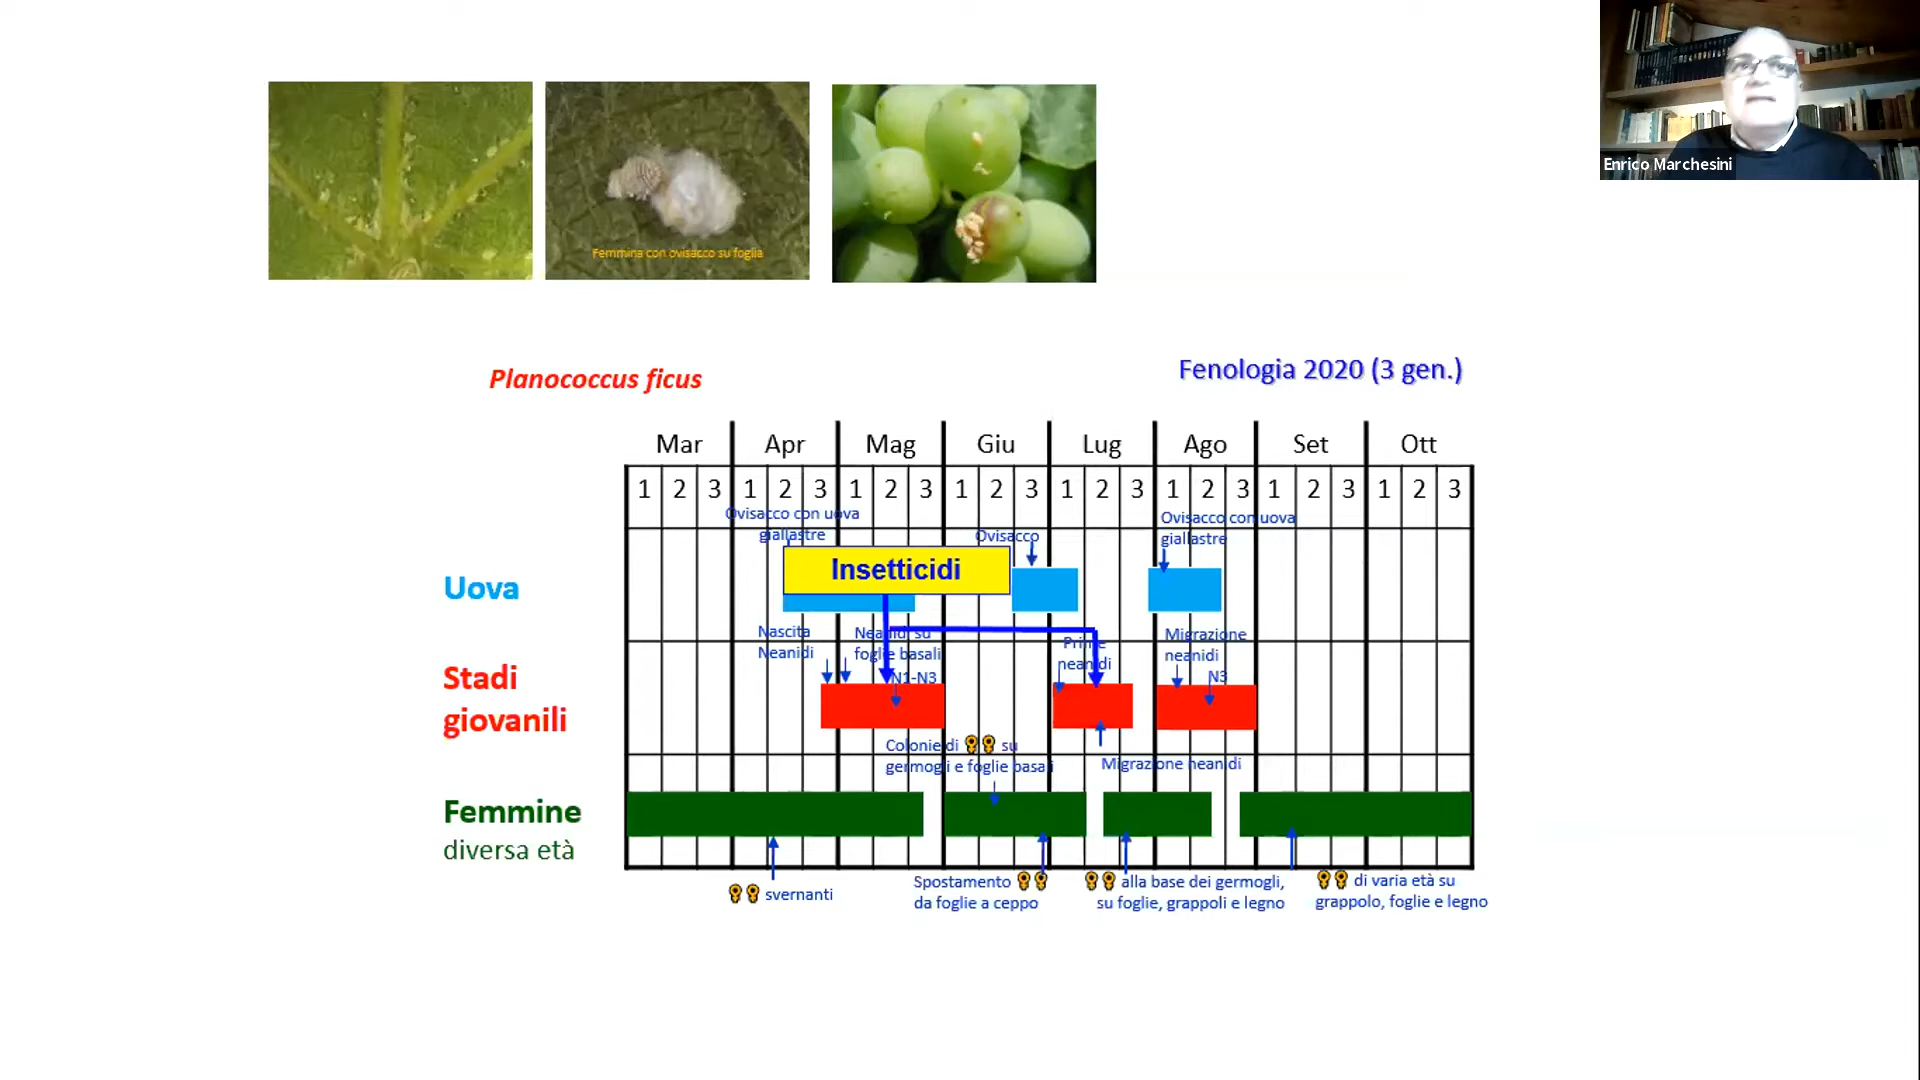 Enrico Marchesini
Femmina con ovisacco su foglia
Planococcus ficus
Fenologia 2020 (3 gen.)
Mar Apr Mag Giu Lug Ago Set Ott
1 2 3 1 2 3 1 2 3 1 2 3 1 2 3 1 2 3 1 2 3 1 2 3
Ovisacco con uova
giallastre
Ovisacco
Ovisacco con uova
giallastre
Insetticidi
Uova
Nascita
Neanidi
Neanidi su
foglie basali
N1-N3
Prime
neanidi
Migrazione
neanidi
N3
Stadi
giovanili
Colonie di su
germogli e foglie basali
Migrazione neanidi
Femmine
diversa età
svernanti
Spostamento
da foglie a ceppo
alla base dei germogli,
su foglie, grappoli e legno
di varia età su
grappolo, foglie e legno